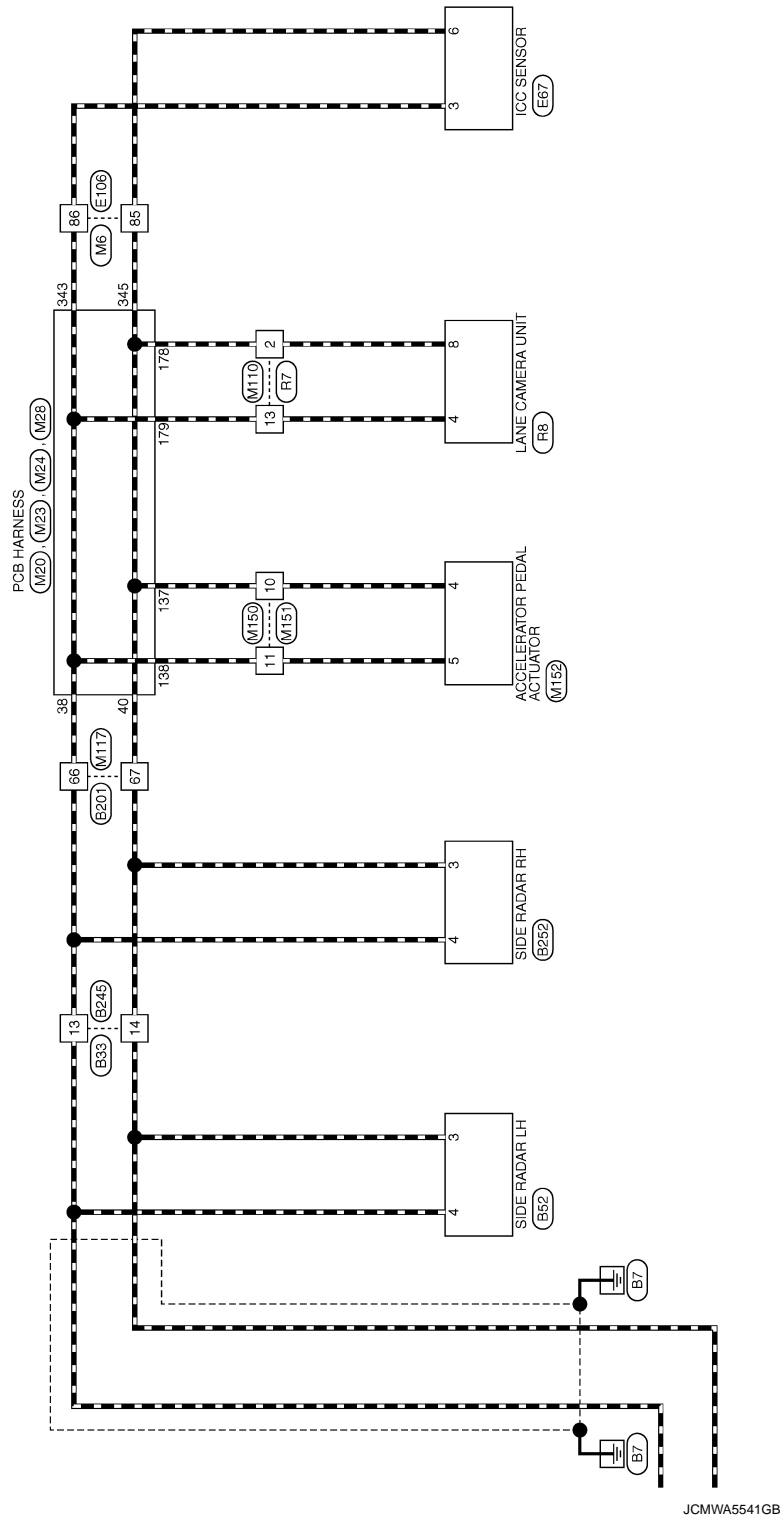 6
3
ICC SENSOR
E67
86
E106
M6
85
343
345
PCB HARNESS
M20 , M23 , M24 , M28
178
179
M110
2
13
R7
8
4
LANE CAMERA UNIT
R8
137
138
M150
10
11
M151
4
5
ACCELERATOR PEDAL
ACTUATOR
M152
38
40
66
M117
B201
67
3
4
SIDE RADAR RH
B252
13
B245
B33
14
3
4
SIDE RADAR LH
B52
B7
B7
JCMWA5541GB